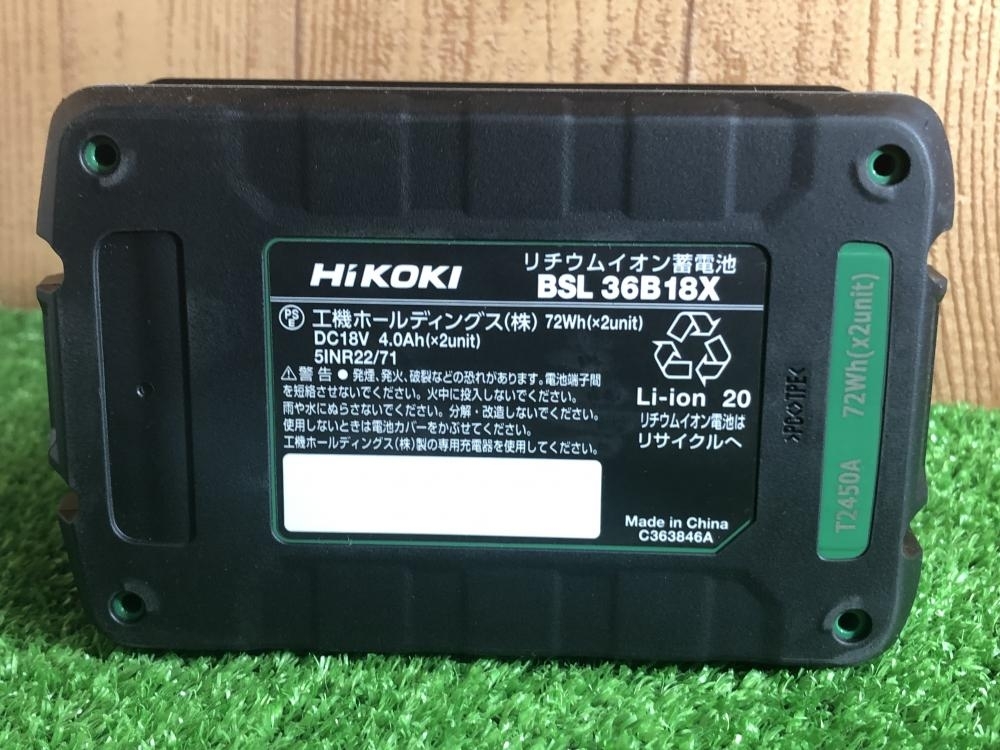 HiKOKI
リチウムイオン蓄電池
BSL 36B18X
PS
E
工機ホールディングス(株) 72Wh(×2unit)
DC18V 4.0Ah(×2unit)
5INR22/71
⚠警告 ● 発煙、発火、破裂などの恐れがあります。電池端子間
を短絡させないでください。火中に投入しないでください。
雨や水にぬらさないでください。分解・改造しないでください。
使用しないときは電池カバーをかぶせてください。
工機ホールディングス(株)製の専用充電器を使用してください。
Li-ion 20
リチウムイオン電池は
リサイクルへ
Made in China
C363846A
T2450A 72Wh(x2unit)